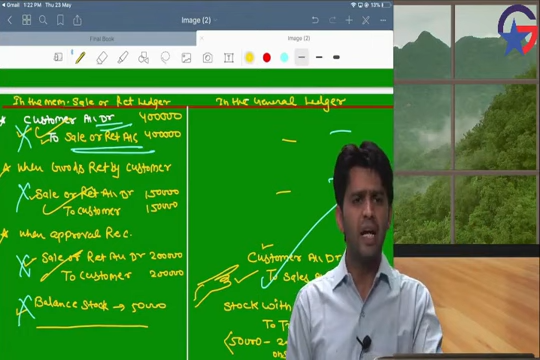 Gmail 1:22 PM Thu 23 May
Image (2)
Final Book
Image (2)
In the mem. Sale or Ret Ledger
Customer A/c Dr 400000
To Sale or Ret A/c 400000
when Goods Ret by Customer
Sale or Ret A/c Dr 150000
To Customer 150000
when approval Rec.
Sale or Ret A/c Dr 200000
To Customer 200000
Balance Stock → 50000
In the General Ledger
Customer A/c Dr
To Sales
Stock with
To T
G